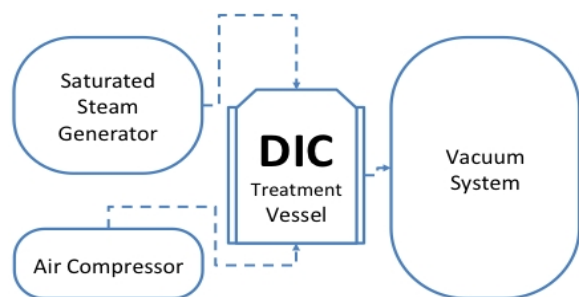 Saturated
Steam
Generator
DIC
Treatment
Vessel
Vacuum
System
Air Compressor